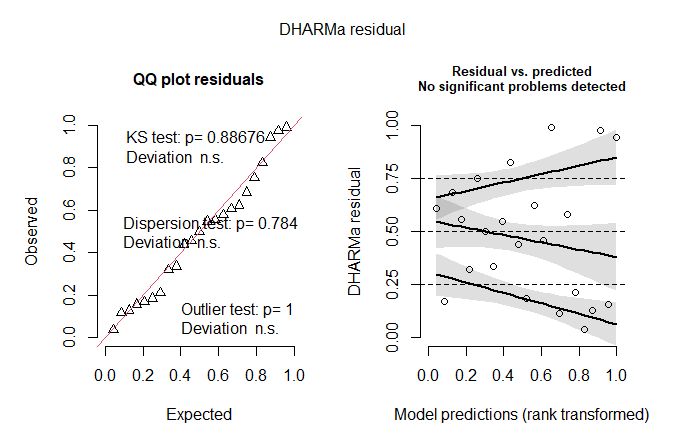 DHARMa residual
QQ plot residuals
KS test: p= 0.88676
Deviation n.s.
Dispersion test: p= 0.784
Deviation n.s.
Outlier test: p= 1
Deviation n.s.
Observed
0.0 0.2 0.4 0.6 0.8 1.0
0.0 0.2 0.4 0.6 0.8 1.0
Expected
Residual vs. predicted
No significant problems detected
DHARMa residual
0.00 0.25 0.50 0.75 1.00
0.0 0.2 0.4 0.6 0.8 1.0
Model predictions (rank transformed)